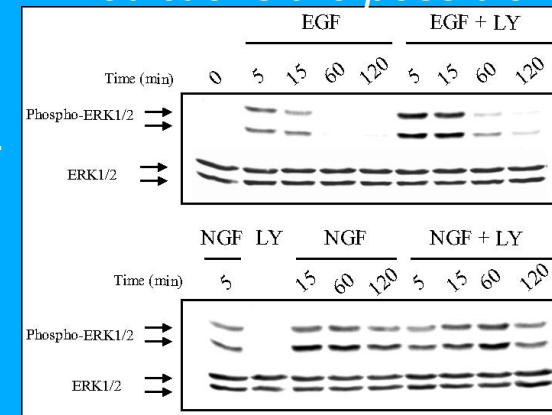 EGF EGF + LY
Time (min) 0 5 15 60 120 5 15 60 120
Phospho-ERK1/2
ERK1/2
NGF LY NGF NGF + LY
Time (min) 5 15 60 120 5 15 60 120
Phospho-ERK1/2
ERK1/2